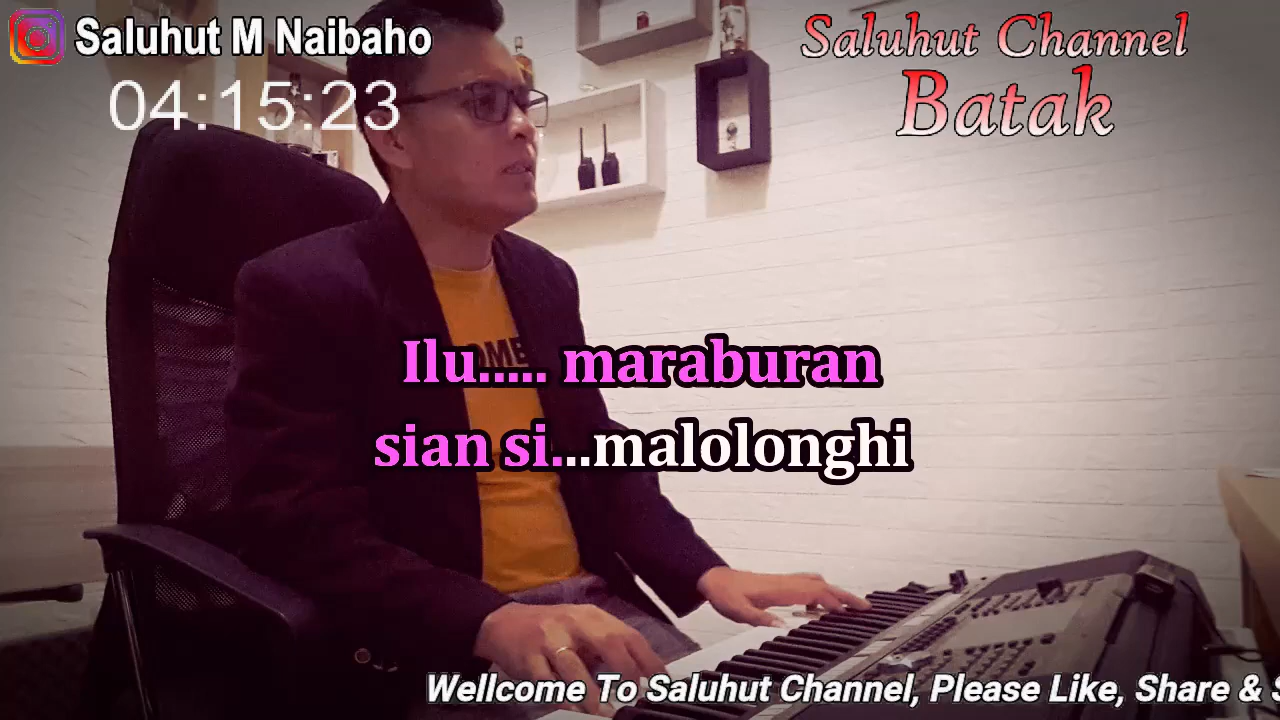 Saluhut M Naibaho
04:15:23
Saluhut Channel
Batak
Ilu..... maraburan
sian si...malolonghi
Wellcome To Saluhut Channel, Please Like, Share &